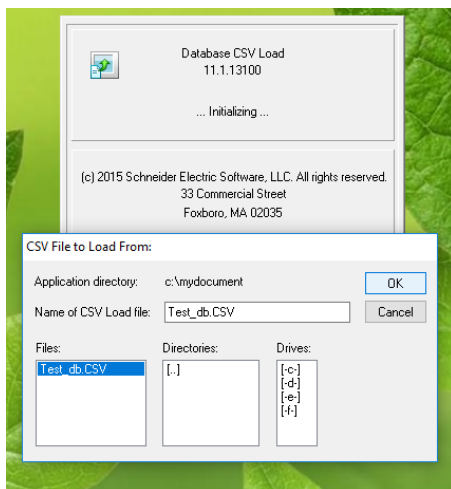 Database CSV Load
11.1.13100
... Initializing ...
(c) 2015 Schneider Electric Software, LLC. All rights reserved.
33 Commercial Street
Foxboro, MA 02035
CSV File to Load From:
Application directory: c:\mydocument OK
Name of CSV Load file: Test_db.CSV Cancel
Files: Directories: Drives:
Test_db.CSV [..] [-c-]
[-d-]
[-e-]
[-f-]